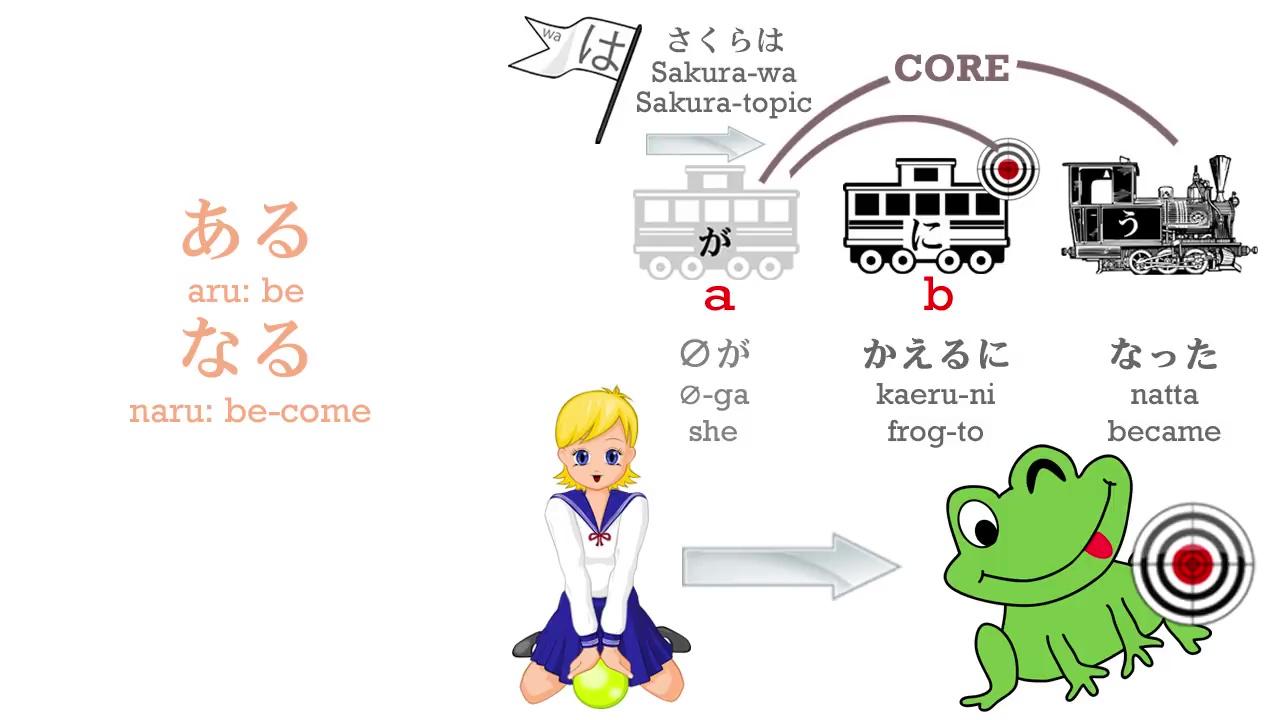 ある
aru: be
なる
naru: be-come
wa
は
さくらは
Sakura-wa
Sakura-topic
CORE
が
に
う
a
b
∅が
∅-ga
she
かえるに
kaeru-ni
frog-to
なった
natta
became